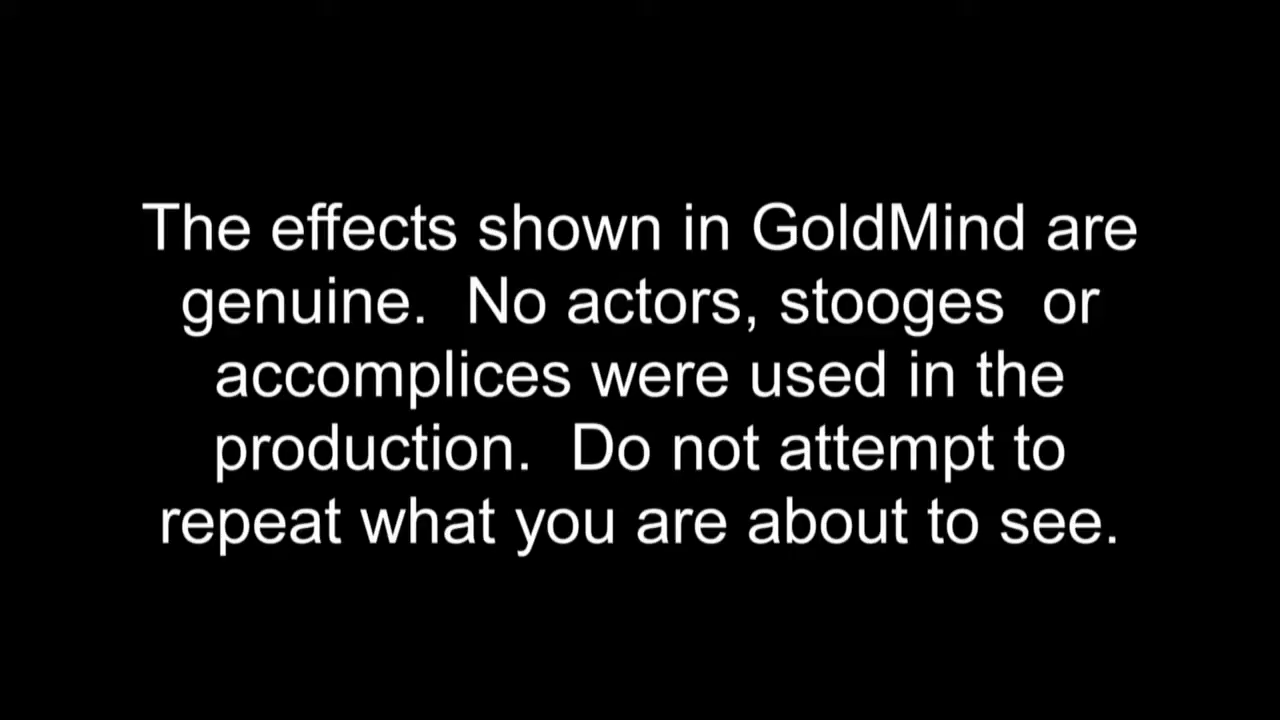 The effects shown in GoldMind are
genuine.  No actors, stooges  or
accomplices were used in the
production.  Do not attempt to
repeat what you are about to see.